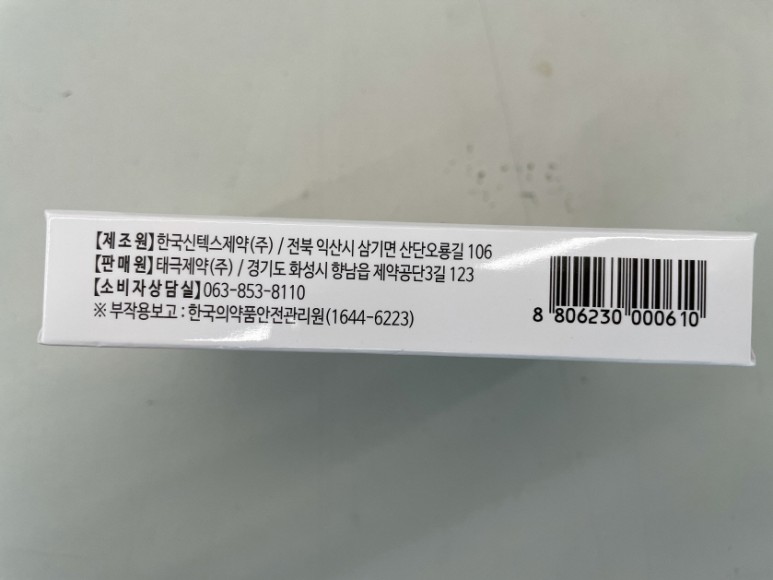 【제 조 원】한국신텍스제약(주) / 전북 익산시 삼기면 산단오룡길 106
【판 매 원】태극제약(주) / 경기도 화성시 향남읍 제약공단3길 123
【소비자상담실】063-853-8110
※ 부작용보고 : 한국의약품안전관리원(1644-6223)
8 806230 000610